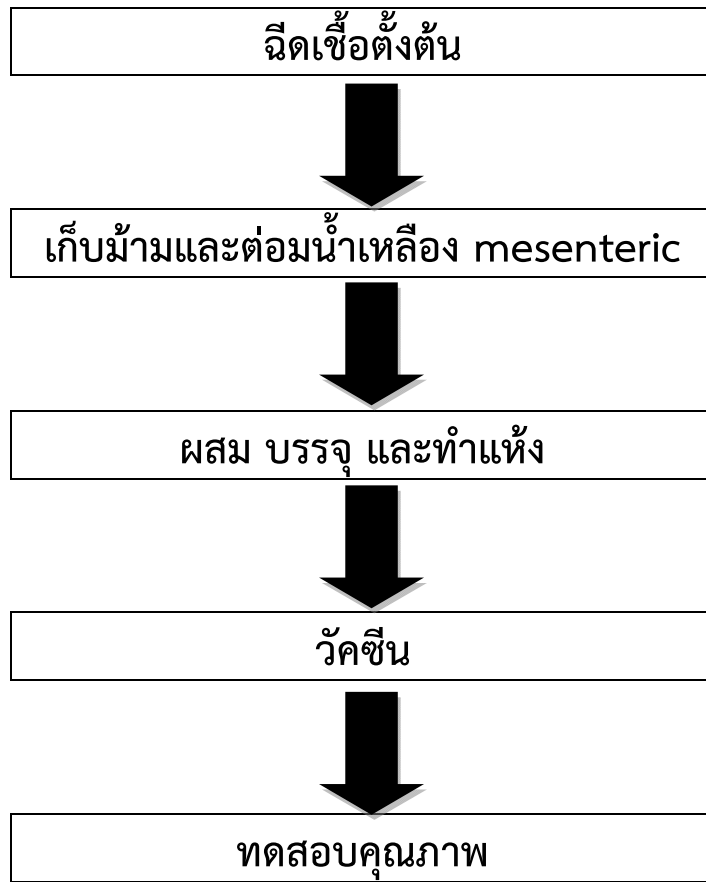 ฉีดเชื้อตั้งต้น
เก็บม้ามและต่อมน้ำเหลือง mesenteric
ผสม บรรจุ และทำแห้ง
วัคซีน
ทดสอบคุณภาพ